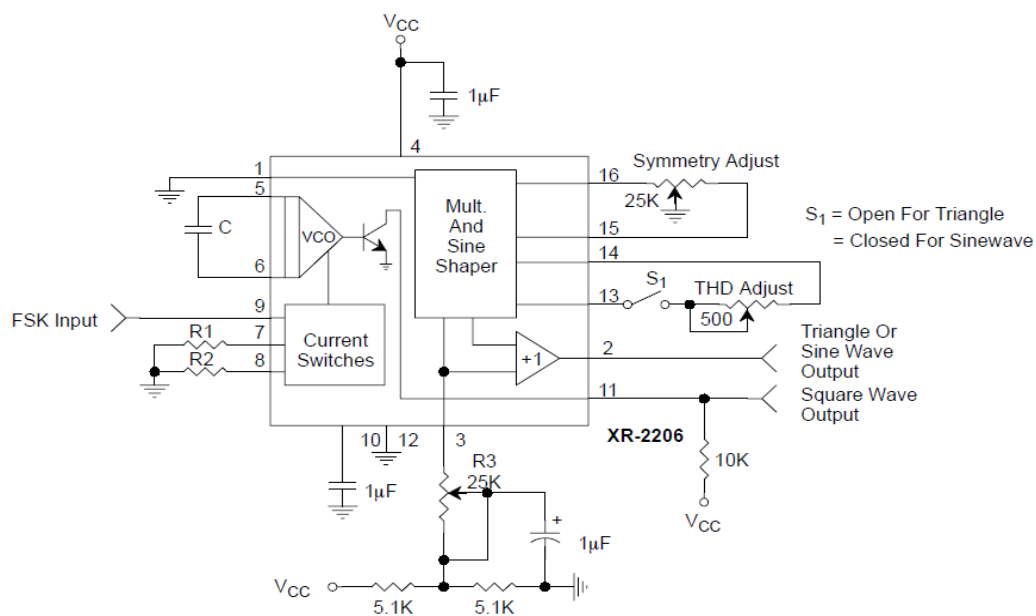 VCC
1µF
4
1
16
Symmetry Adjust
25K
5
C
VCO
Mult.
And
Sine
Shaper
15
S1 = Open For Triangle
= Closed For Sinewave
14
6
13
S1
THD Adjust
500
FSK Input
9
R1
7
R2
8
Current
Switches
+1
2
Triangle Or
Sine Wave
Output
11
Square Wave
Output
XR-2206
10
12
3
10K
VCC
1µF
R3
25K
+
1µF
VCC
5.1K
5.1K